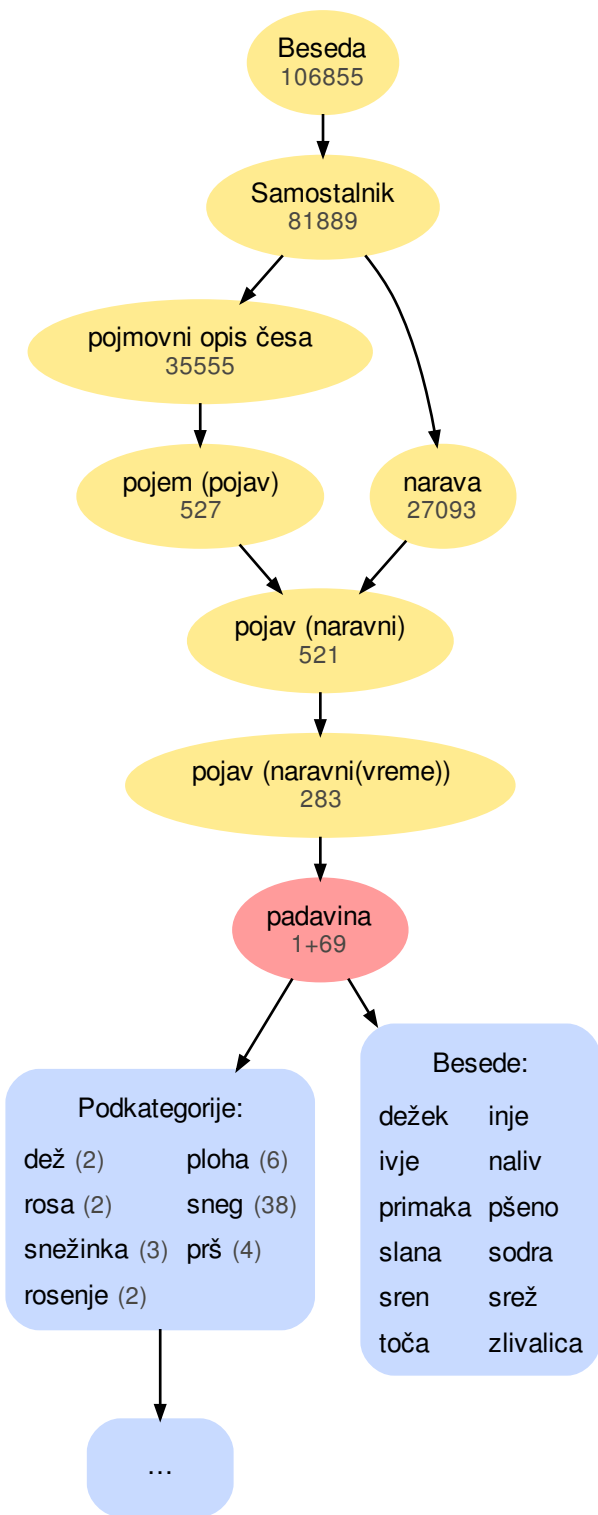 Beseda
106855
Samostalnik
81889
pojmovni opis česa
35555
pojem (pojav)
527
narava
27093
pojav (naravni)
521
pojav (naravni(vreme))
283
padavina
1+69
Podkategorije:
dež (2) ploha (6)
rosa (2) sneg (38)
snežinka (3) prš (4)
rosenje (2)
Besede:
dežek inje
ivje naliv
primaka pšeno
slana sodra
sren srež
toča zlivalica
...